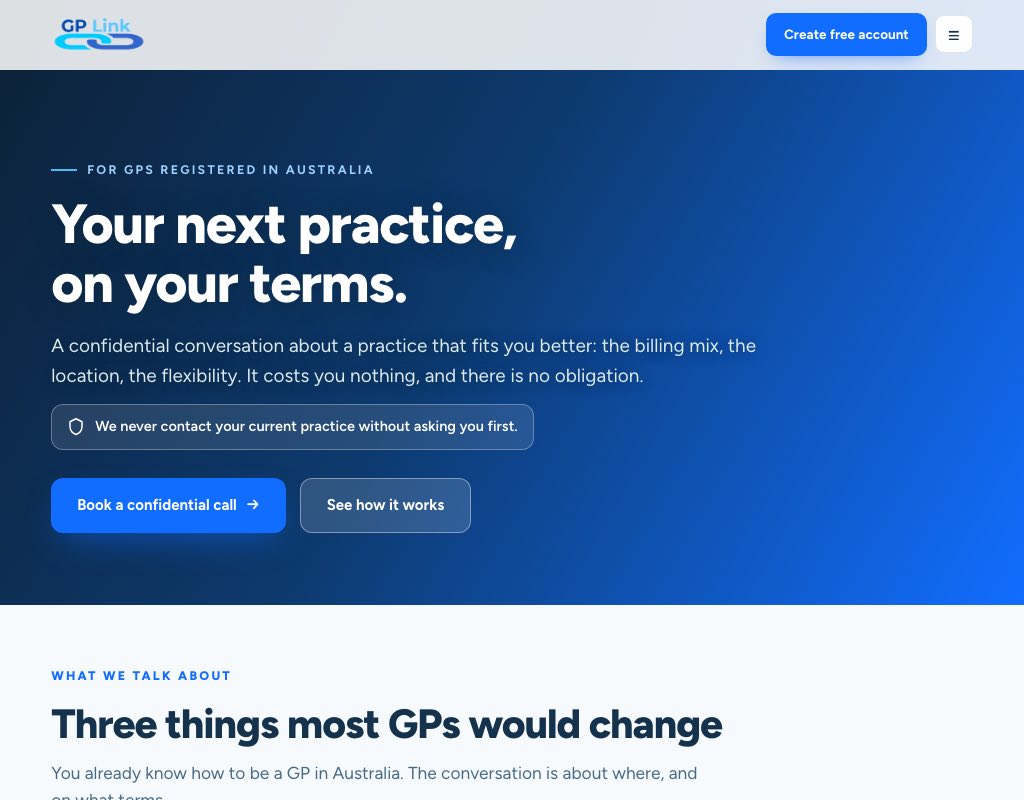 GP Link
Create free account
FOR GPS REGISTERED IN AUSTRALIA
Your next practice,
on your terms.
A confidential conversation about a practice that fits you better: the billing mix, the
location, the flexibility. It costs you nothing, and there is no obligation.
We never contact your current practice without asking you first.
Book a confidential call →
See how it works
WHAT WE TALK ABOUT
Three things most GPs would change
You already know how to be a GP in Australia. The conversation is about where, and
on what terms.